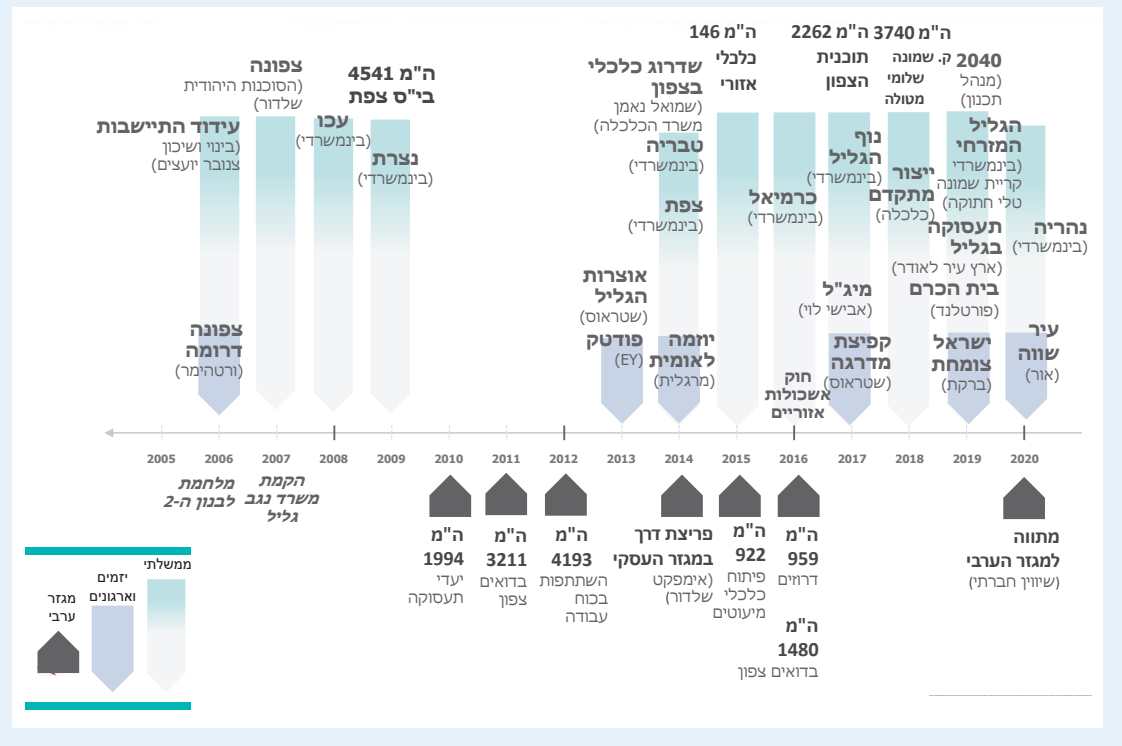 צפונה
(הסוכנות היהודית
שלדור)
ה"מ 4541
בי"ס צפת
עידוד התיישבות
(בינוי ושיכון
צנובר יועצים)
עכו
(בינמשרדי)
נצרת
(בינמשרדי)
צפונה
דרומה
(ורטהימר)
שדרוג כלכלי
בצפון
(שמואל נאמן
משרד הכלכלה)
טבריה
(בינמשרדי)
צפת
(בינמשרדי)
אוצרות
הגליל
(שטראוס)
פודטק
(EY)
יוזמה
לאומית
(מרגלית)
ה"מ 146
כלכלי
אזורי
כרמיאל
(בינמשרדי)
חוק
אשכולות
אזוריים
ה"מ 2262
תוכנית
הצפון
נוף
הגליל
(בינמשרדי)
מיג"ל
(אבישי לוי)
קפיצת
מדרגה
(שטראוס)
ה"מ 3740
ק. שמונה
שלומי
מטולה
ייצור
מתקדם
(כלכלה)
2040
(מנהל
תכנון)
הגליל
המזרחי
(בינמשרדי
קריית שמונה
טלי חתוקה)
תעסוקה
בגליל
(ארץ עיר לאודר)
בית הכרם
(פורטלנד)
ישראל
צומחת
(ברקת)
נהריה
(בינמשרדי)
עיר
שווה
(אור)
2005 2006 2007 2008 2009 2010 2011 2012 2013 2014 2015 2016 2017 2018 2019 2020
מלחמת
לבנון ה-2
הקמת
משרד נגב
גליל
ה"מ
1994
יעדי
תעסוקה
ה"מ
3211
בדואים
צפון
ה"מ
4193
השתתפות
בכוח
עבודה
פריצת דרך
במגזר העסקי
(אימפקט
שלדור)
ה"מ
922
פיתוח
כלכלי
מיעוטים
ה"מ
959
דרוזים
ה"מ
1480
בדואים צפון
מתווה
למגזר הערבי
(שיווין חברתי)
ממשלתי
יזמים
וארגונים
מגזר
ערבי